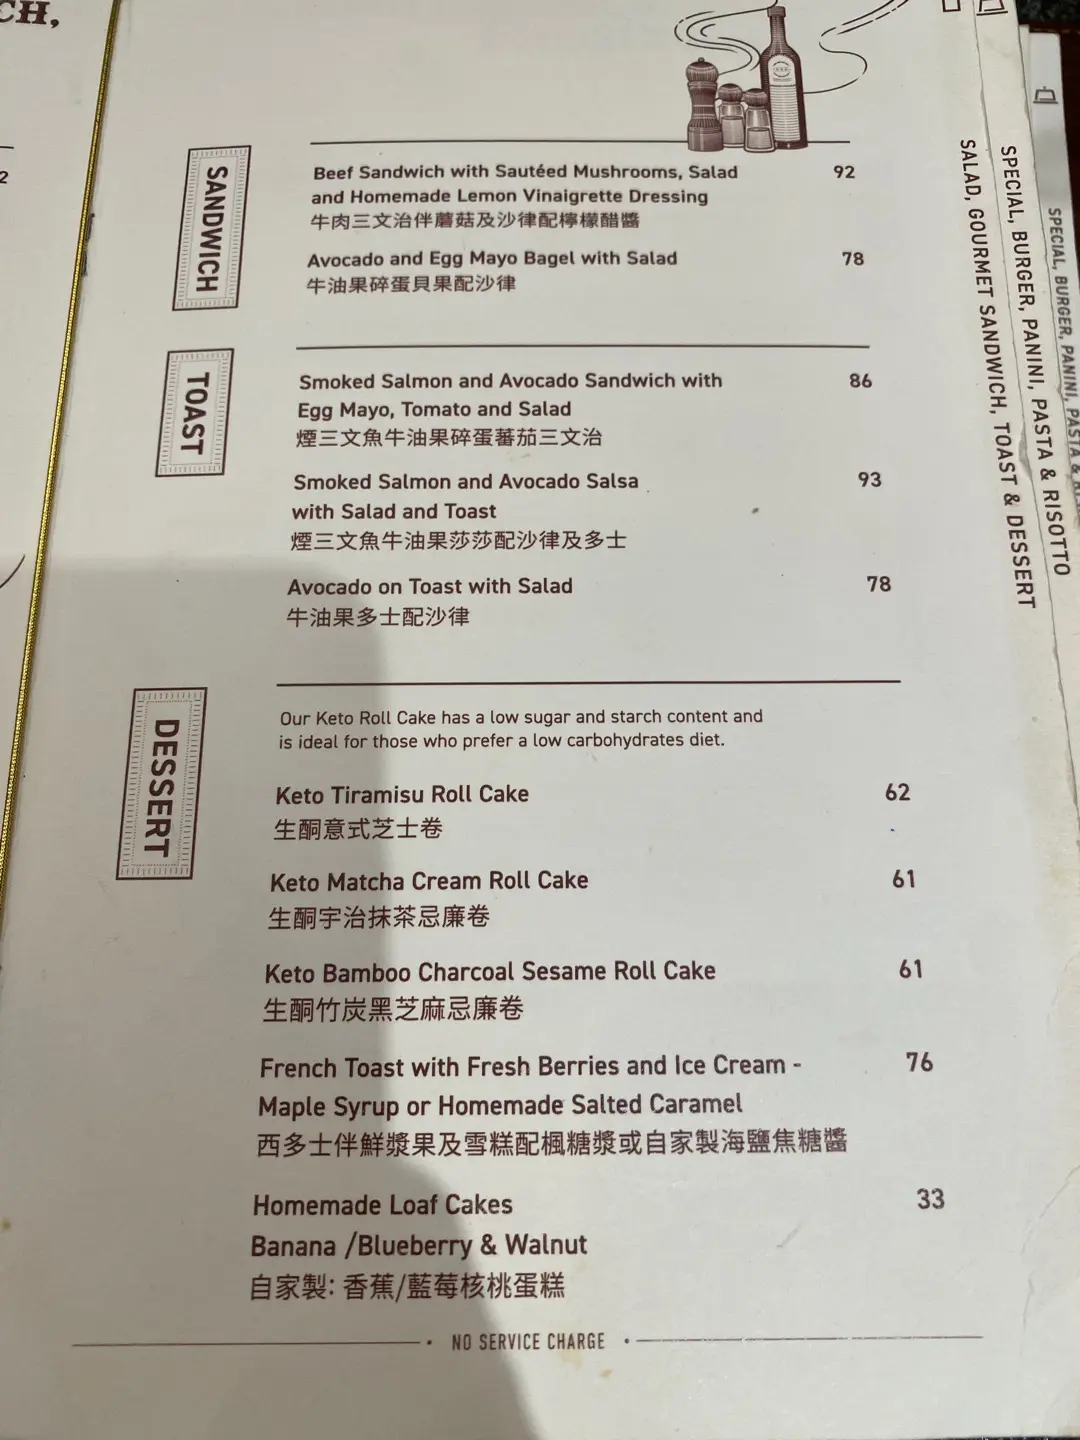 CH,
2
SANDWICH
Beef Sandwich with Sautéed Mushrooms, Salad 92
and Homemade Lemon Vinaigrette Dressing
牛肉三文治伴蘑菇及沙律配檸檬醋醬
Avocado and Egg Mayo Bagel with Salad 78
牛油果碎蛋貝果配沙律
TOAST
Smoked Salmon and Avocado Sandwich with 86
Egg Mayo, Tomato and Salad
煙三文魚牛油果碎蛋蕃茄三文治
Smoked Salmon and Avocado Salsa 93
with Salad and Toast
煙三文魚牛油果莎莎配沙律及多士
Avocado on Toast with Salad 78
牛油果多士配沙律
DESSERT
Our Keto Roll Cake has a low sugar and starch content and
is ideal for those who prefer a low carbohydrates diet.
Keto Tiramisu Roll Cake 62
生酮意式芝士卷
Keto Matcha Cream Roll Cake 61
生酮宇治抹茶忌廉卷
Keto Bamboo Charcoal Sesame Roll Cake 61
生酮竹炭黑芝麻忌廉卷
French Toast with Fresh Berries and Ice Cream - 76
Maple Syrup or Homemade Salted Caramel
西多士伴鮮漿果及雪糕配楓糖漿或自家製海鹽焦糖醬
Homemade Loaf Cakes 33
Banana /Blueberry & Walnut
自家製: 香蕉/藍莓核桃蛋糕
• NO SERVICE CHARGE •
SALAD, GOURMET SANDWICH, TOAST & DESSERT
SPECIAL, BURGER, PANINI, PASTA & RISOTTO
SPECIAL, BURGER, PANINI, PASTA &